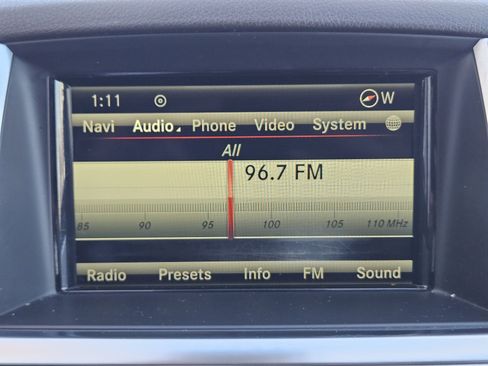 1:11 W
Navi Audio Phone Video System
All
96.7 FM
85 90 95 100 105 110 MHz
Radio Presets Info FM Sound